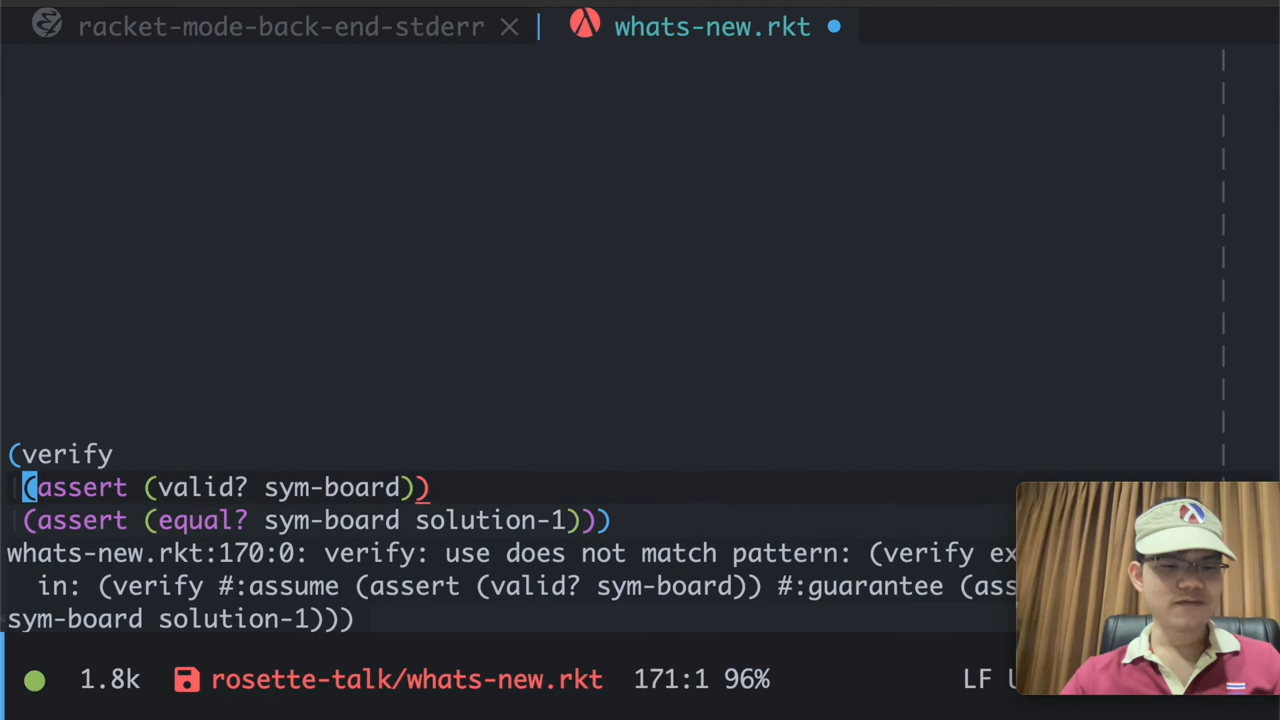 racket-mode-back-end-stderr whats-new.rkt
(verify
(assert (valid? sym-board))
(assert (equal? sym-board solution-1)))
whats-new.rkt:170:0: verify: use does not match pattern: (verify ex
in: (verify #:assume (assert (valid? sym-board)) #:guarantee (ass
sym-board solution-1)))
1.8k rosette-talk/whats-new.rkt 171:1 96% LF